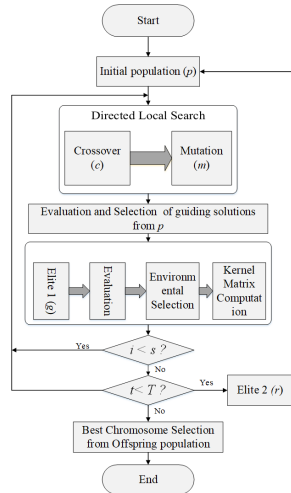 Start
Initial population (p)
Directed Local Search
Crossover
(c)
Mutation
(m)
Evaluation and Selection of guiding solutions
from p
Elite 1 (g)
Evaluation
Environm
ental
Selection
Kernel
Matrix
Computat
ion
i < s ?
Yes
No
t< T ?
Yes
Elite 2 (r)
No
Best Chromosome Selection
from Offspring population
End